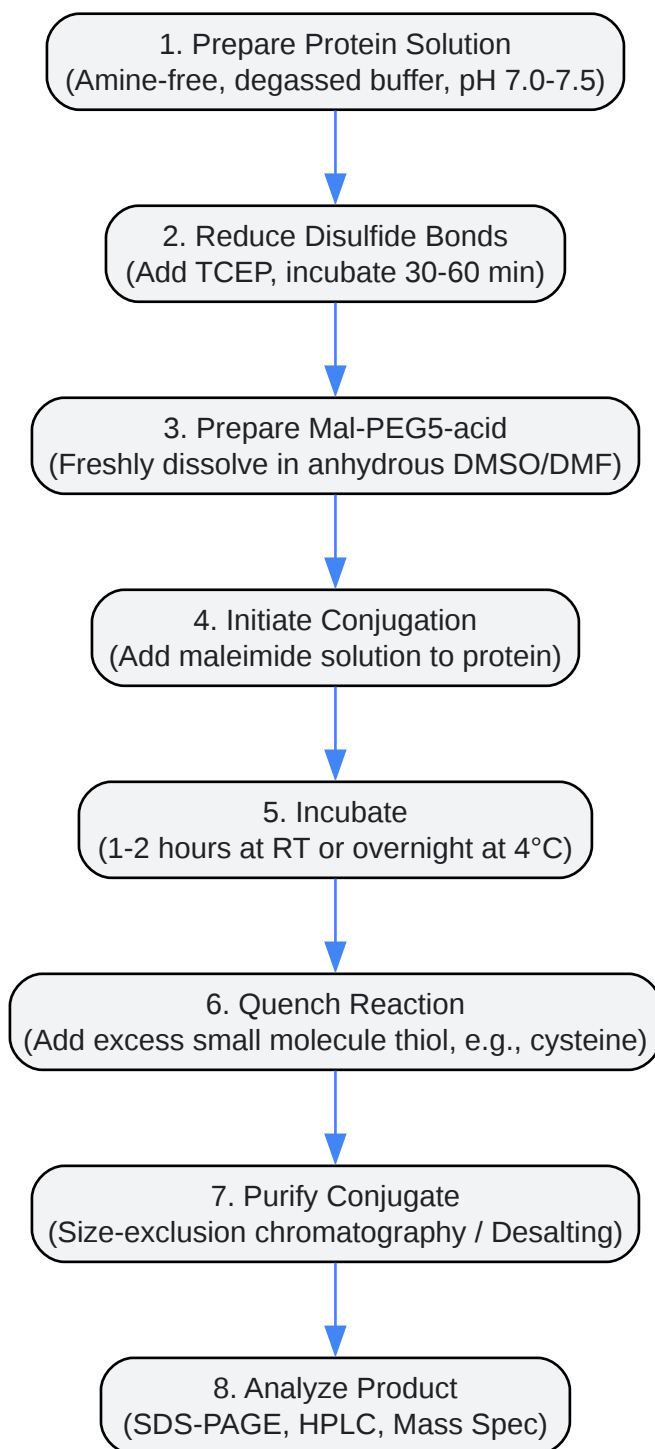 1. Prepare Protein Solution
(Amine-free, degassed buffer, pH 7.0-7.5)
2. Reduce Disulfide Bonds
(Add TCEP, incubate 30-60 min)
3. Prepare Mal-PEG5-acid
(Freshly dissolve in anhydrous DMSO/DMF)
4. Initiate Conjugation
(Add maleimide solution to protein)
5. Incubate
(1-2 hours at RT or overnight at 4°C)
6. Quench Reaction
(Add excess small molecule thiol, e.g., cysteine)
7. Purify Conjugate
(Size-exclusion chromatography / Desalting)
8. Analyze Product
(SDS-PAGE, HPLC, Mass Spec)